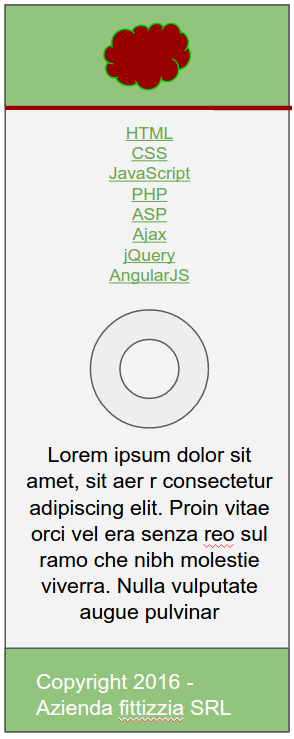 HTML
CSS
JavaScript
PHP
ASP
Ajax
jQuery
AngularJS
Lorem ipsum dolor sit
amet, sit aer r consectetur
adipiscing elit. Proin vitae
orci vel era senza reo sul
ramo che nibh molestie
viverra. Nulla vulputate
augue pulvinar
Copyright 2016 -
Azienda fittizzia SRL